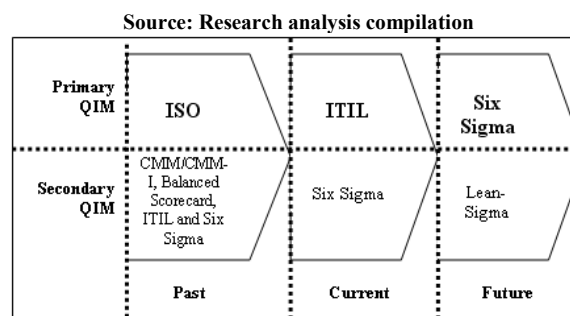 Source: Research analysis compilation
Primary
QIM
ISO
ITIL
Six
Sigma
Secondary
QIM
CMM/CMM-
I, Balanced
Scorecard,
ITIL and Six
Sigma
Six Sigma
Lean-
Sigma
Past
Current
Future